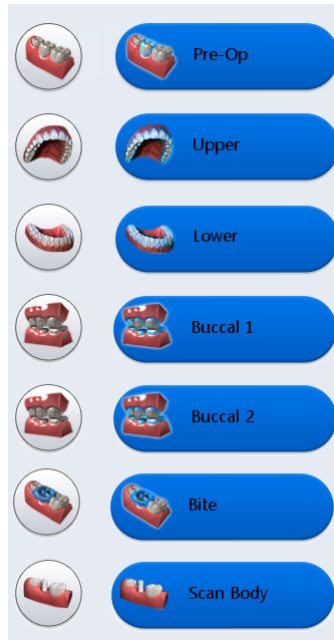 Pre-Op
Upper
Lower
Buccal 1
Buccal 2
Bite
Scan Body